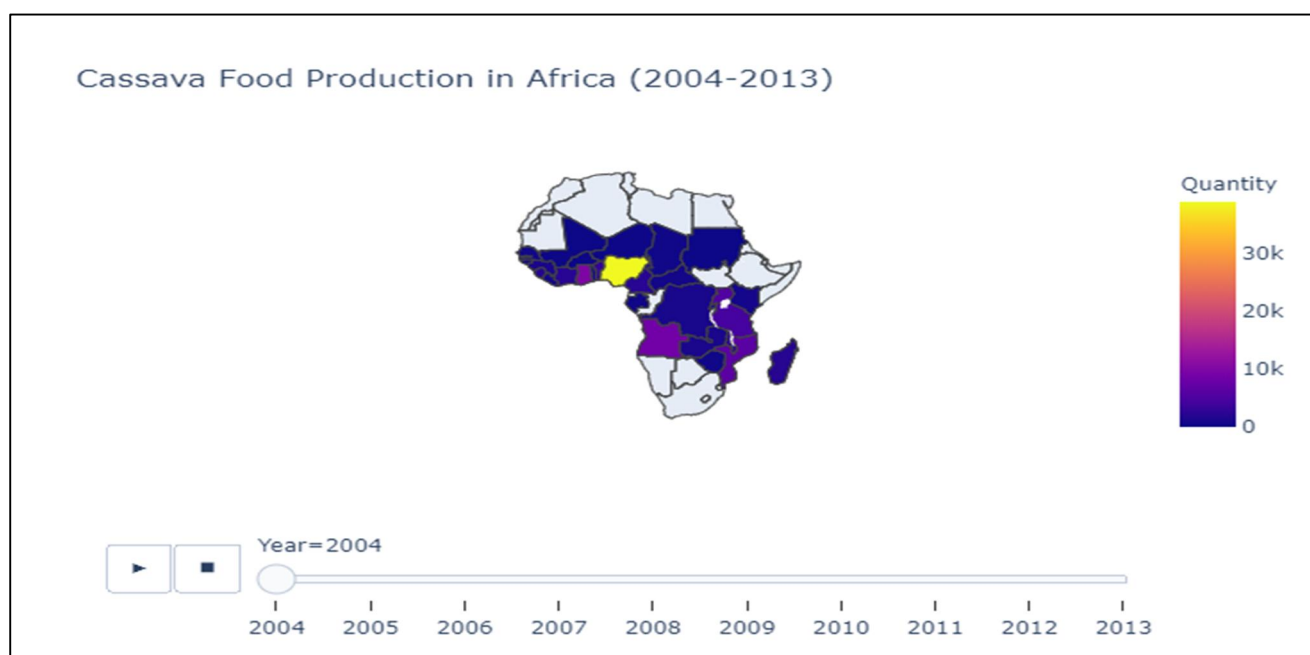 Cassava Food Production in Africa (2004-2013)
Quantity
30k
20k
10k
0
Year=2004
2004 2005 2006 2007 2008 2009 2010 2011 2012 2013